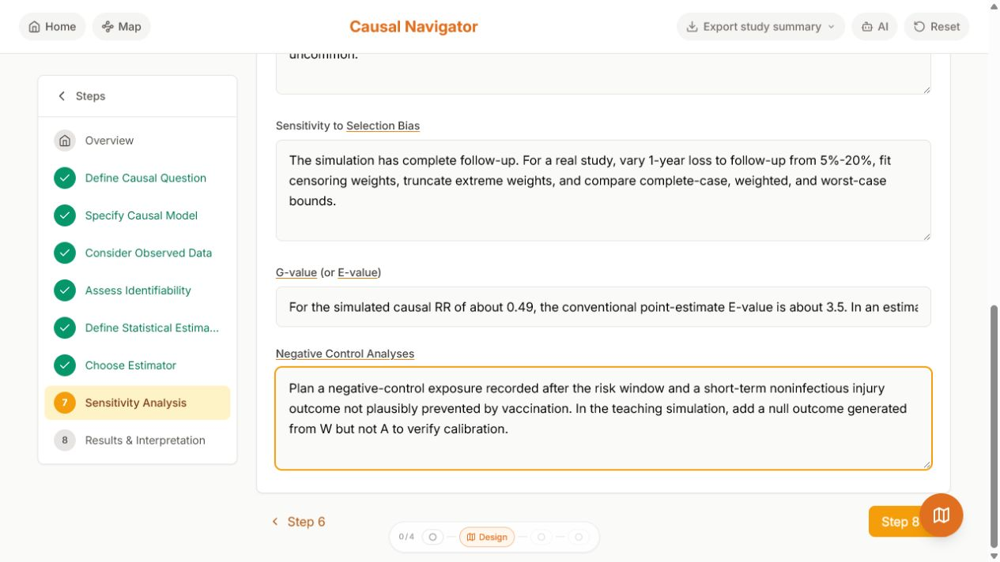 Home
Map
Causal Navigator
Export study summary
AI
Reset
Steps
Overview
Define Causal Question
Specify Causal Model
Consider Observed Data
Assess Identifiability
Define Statistical Estima...
Choose Estimator
7
Sensitivity Analysis
8
Results & Interpretation
uncommon.
Sensitivity to Selection Bias
The simulation has complete follow-up. For a real study, vary 1-year loss to follow-up from 5%-20%, fit
censoring weights, truncate extreme weights, and compare complete-case, weighted, and worst-case
bounds.
G-value (or E-value)
For the simulated causal RR of about 0.49, the conventional point-estimate E-value is about 3.5. In an estima
Negative Control Analyses
Plan a negative-control exposure recorded after the risk window and a short-term noninfectious injury
outcome not plausibly prevented by vaccination. In the teaching simulation, add a null outcome generated
from W but not A to verify calibration.
Step 6
0/4
Design
Step 8